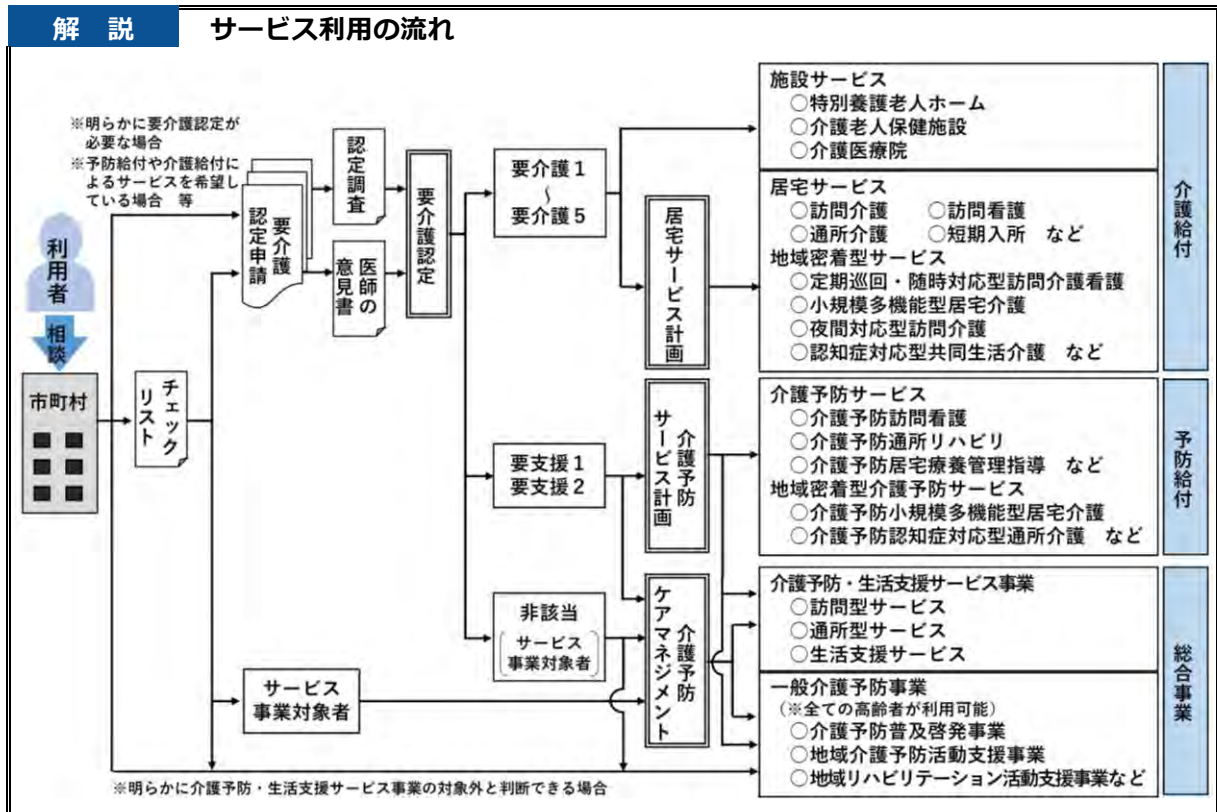 解 説
サービス利用の流れ
※明らかに要介護認定が
必要な場合
※予防給付や介護給付に
よるサービスを希望し
ている場合 等
利用者
相談
市町村
チェック
リスト
要介護
認定申請
認定調査
医師の
意見書
要介護認定
要介護1
~
要介護5
要支援1
要支援2
非該当
サービス
事業対象者
サービス
事業対象者
居宅サービス計画
介護予防
サービス計画
介護予防
ケアマネジメント
施設サービス
○特別養護老人ホーム
○介護老人保健施設
○介護医療院
居宅サービス
○訪問介護 ○訪問看護
○通所介護 ○短期入所 など
地域密着型サービス
○定期巡回・随時対応型訪問介護看護
○小規模多機能型居宅介護
○夜間対応型訪問介護
○認知症対応型共同生活介護 など
介護給付
介護予防サービス
○介護予防訪問看護
○介護予防通所リハビリ
○介護予防居宅療養管理指導 など
地域密着型介護予防サービス
○介護予防小規模多機能型居宅介護
○介護予防認知症対応型通所介護 など
予防給付
介護予防・生活支援サービス事業
○訪問型サービス
○通所型サービス
○生活支援サービス
一般介護予防事業
(※全ての高齢者が利用可能)
○介護予防普及啓発事業
○地域介護予防活動支援事業
○地域リハビリテーション活動支援事業など
総合事業
※明らかに介護予防・生活支援サービス事業の対象外と判断できる場合